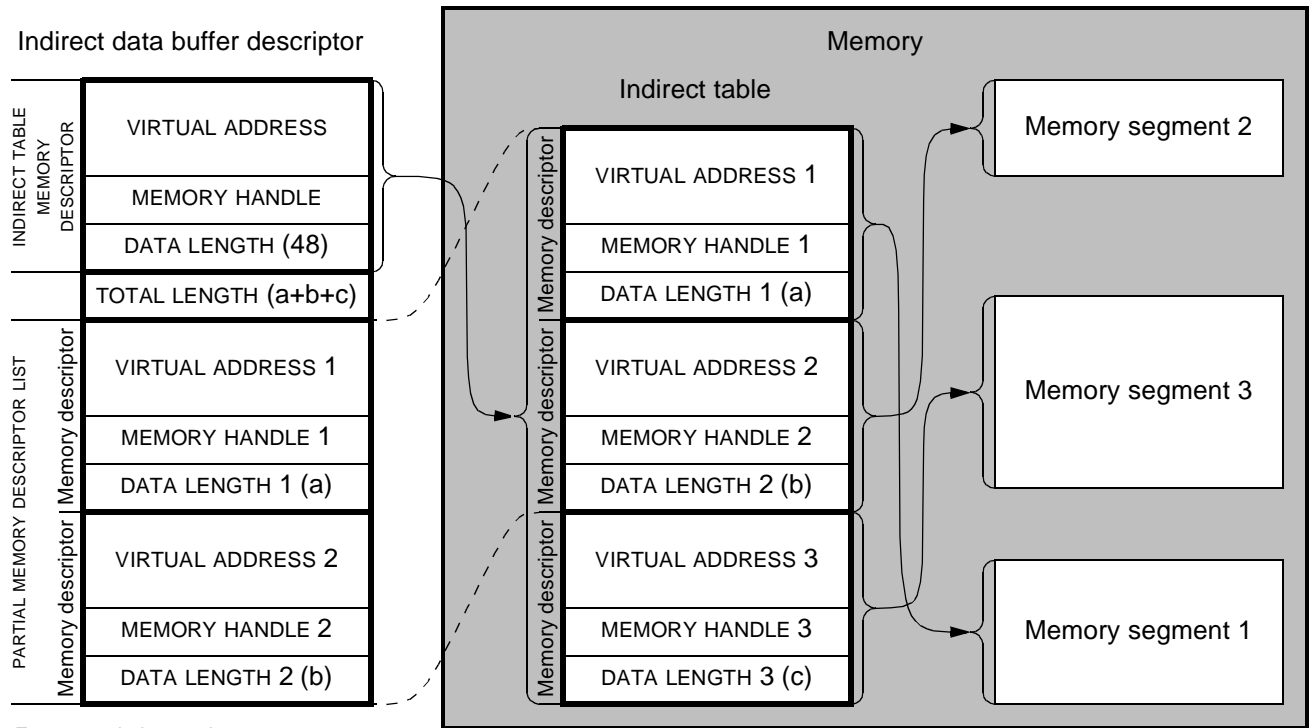 Indirect data buffer descriptor
INDIRECT TABLE
MEMORY
DESCRIPTOR
VIRTUAL ADDRESS
MEMORY HANDLE
DATA LENGTH (48)
TOTAL LENGTH (a+b+c)
PARTIAL MEMORY DESCRIPTOR LIST
Memory descriptor
VIRTUAL ADDRESS 1
MEMORY HANDLE 1
DATA LENGTH 1 (a)
Memory descriptor
VIRTUAL ADDRESS 2
MEMORY HANDLE 2
DATA LENGTH 2 (b)
Memory
Indirect table
Memory descriptor
VIRTUAL ADDRESS 1
MEMORY HANDLE 1
DATA LENGTH 1 (a)
Memory descriptor
VIRTUAL ADDRESS 2
MEMORY HANDLE 2
DATA LENGTH 2 (b)
Memory descriptor
VIRTUAL ADDRESS 3
MEMORY HANDLE 3
DATA LENGTH 3 (c)
Memory segment 2
Memory segment 3
Memory segment 1